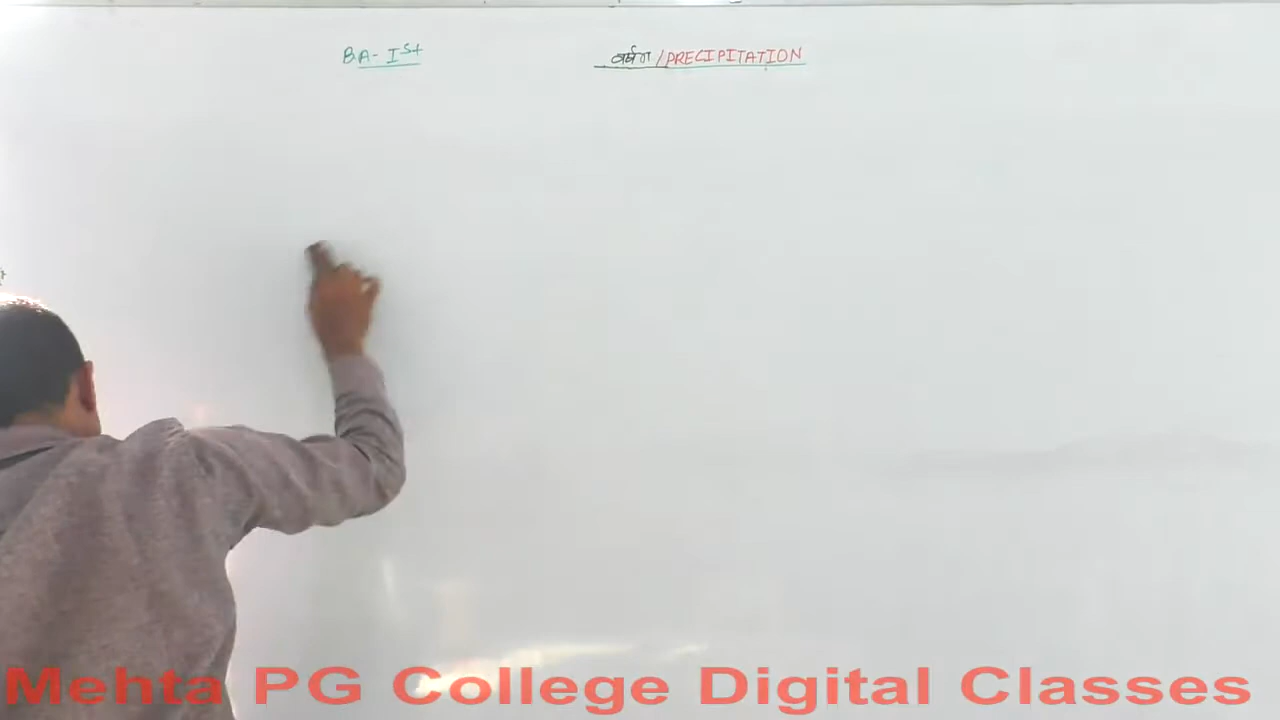 BA- Ist
वर्षण /PRECIPITATION
Mehta PG College Digital Classes